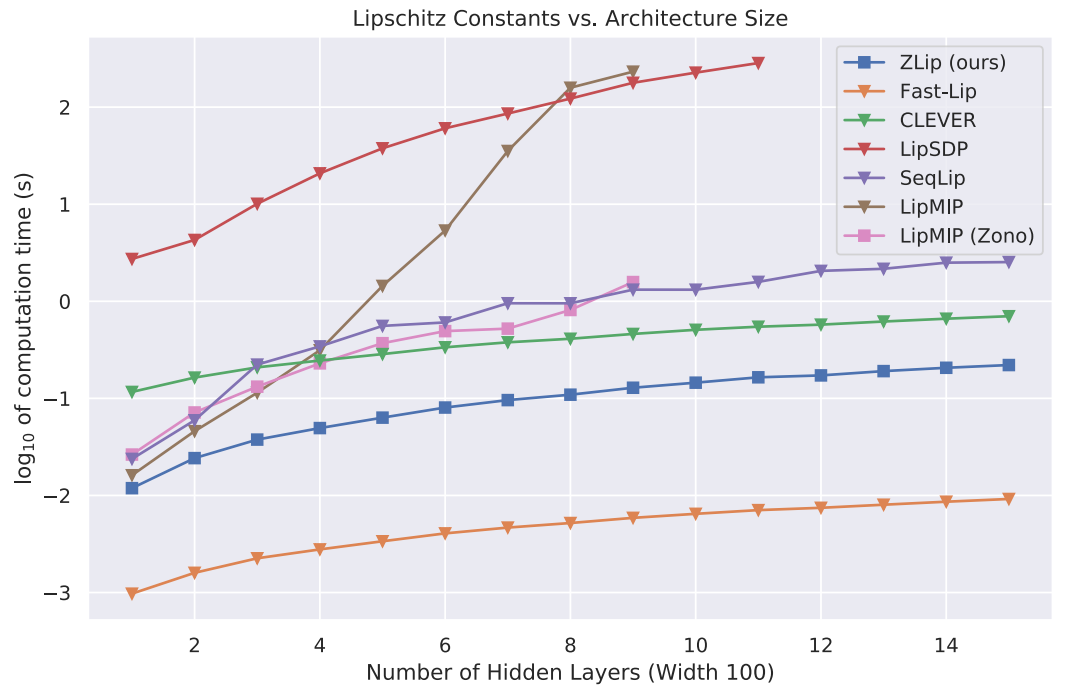 Lipschitz Constants vs. Architecture Size
log₁₀ of computation time (s)
2
1
0
−1
−2
−3
ZLip (ours)
Fast-Lip
CLEVER
LipSDP
SeqLip
LipMIP
LipMIP (Zono)
2 4 6 8 10 12 14
Number of Hidden Layers (Width 100)